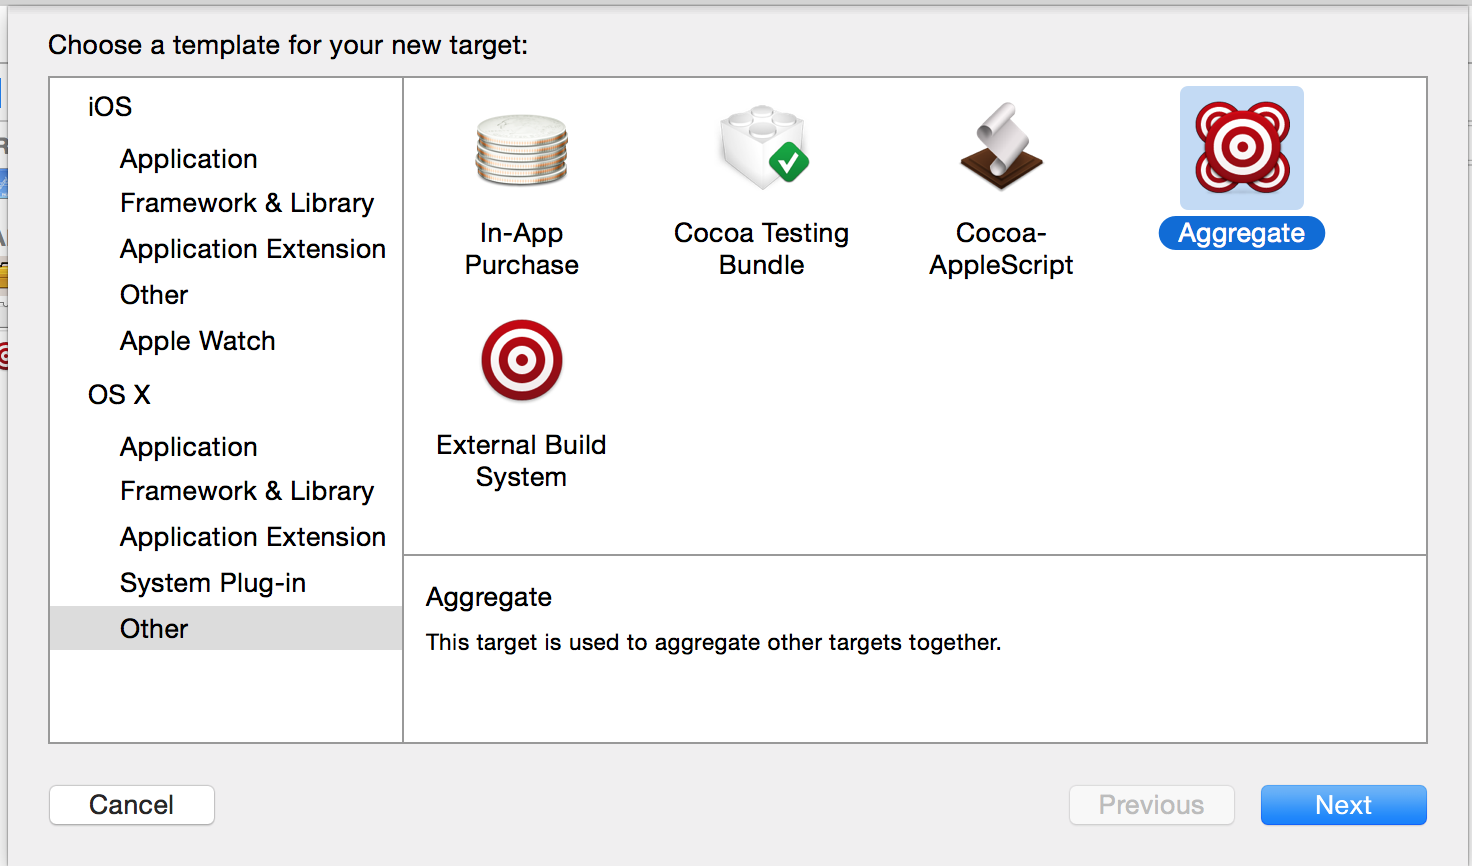 Choose a template for your new target:
iOS
Application
Framework & Library
Application Extension
Other
Apple Watch
OS X
Application
Framework & Library
Application Extension
System Plug-in
Other
In-App
Purchase
Cocoa Testing
Bundle
Cocoa-
AppleScript
Aggregate
External Build
System
Aggregate
This target is used to aggregate other targets together.
Cancel
Previous
Next